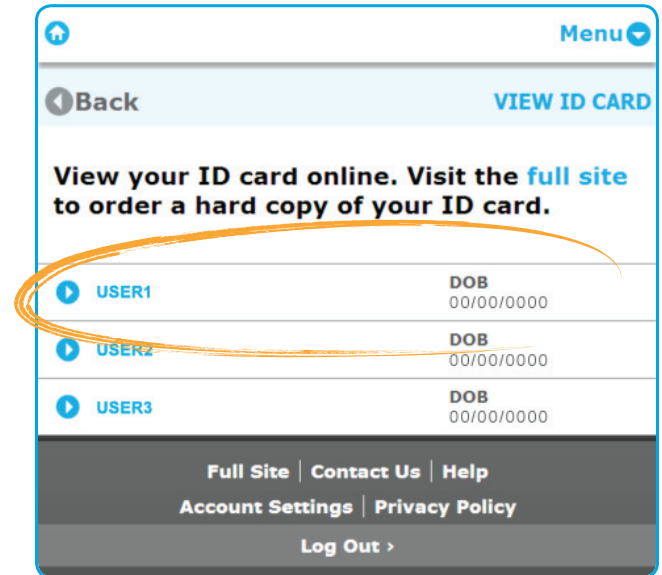 Menu
Back VIEW ID CARD
View your ID card online. Visit the full site
to order a hard copy of your ID card.
USER1 DOB
00/00/0000
USER2 DOB
00/00/0000
USER3 DOB
00/00/0000
Full Site | Contact Us | Help
Account Settings | Privacy Policy
Log Out ›